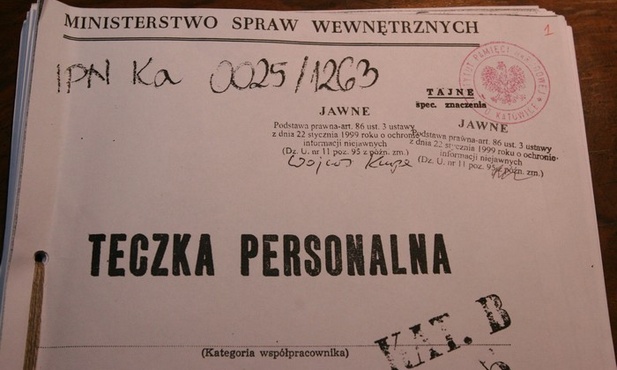 MINISTERSTWO SPRAW WEWNĘTRZNYCH
1
IPN Ka 0025/1263
TAJNE
spec. znaczenia
JAWNE
Podstawa prawna-art. 86 ust. 3 ustawy
z dnia 22 stycznia 1999 roku o ochronie
informacji niejawnych
(Dz. U. nr 11 poz. 95 z późn. zm.)
JAWNE
Podstawa prawna-art. 86 ust. 3 ustawy
z dnia 22 stycznia 1999 roku o ochronie
informacji niejawnych
(Dz. U. nr 11 poz. 95 z późn. zm.)
TECZKA PERSONALNA
KAT. B
(Kategoria współpracownika)